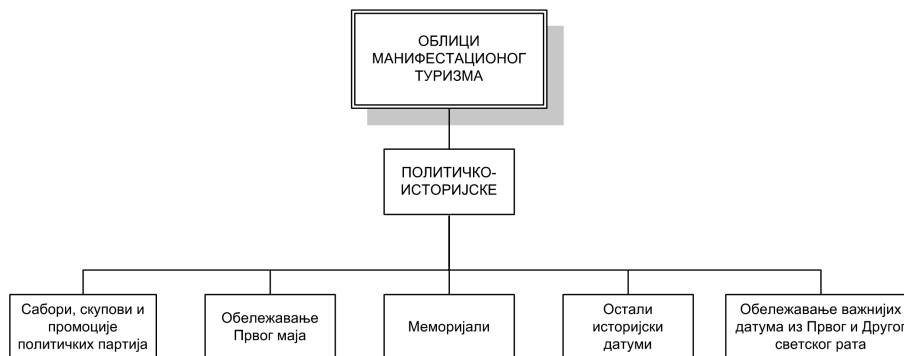 ОБЛИЦИ
МАНИФЕСТАЦИОНОГ
ТУРИЗМА
ПОЛИТИЧКО-
ИСТОРИЈСКЕ
Сабори, скупови и
промоције
политичких партија
Обележавање
Првог маја
Меморијали
Остали
историјски
датуми
Обележавање важнијих
датума из Првог и Другог
светског рата